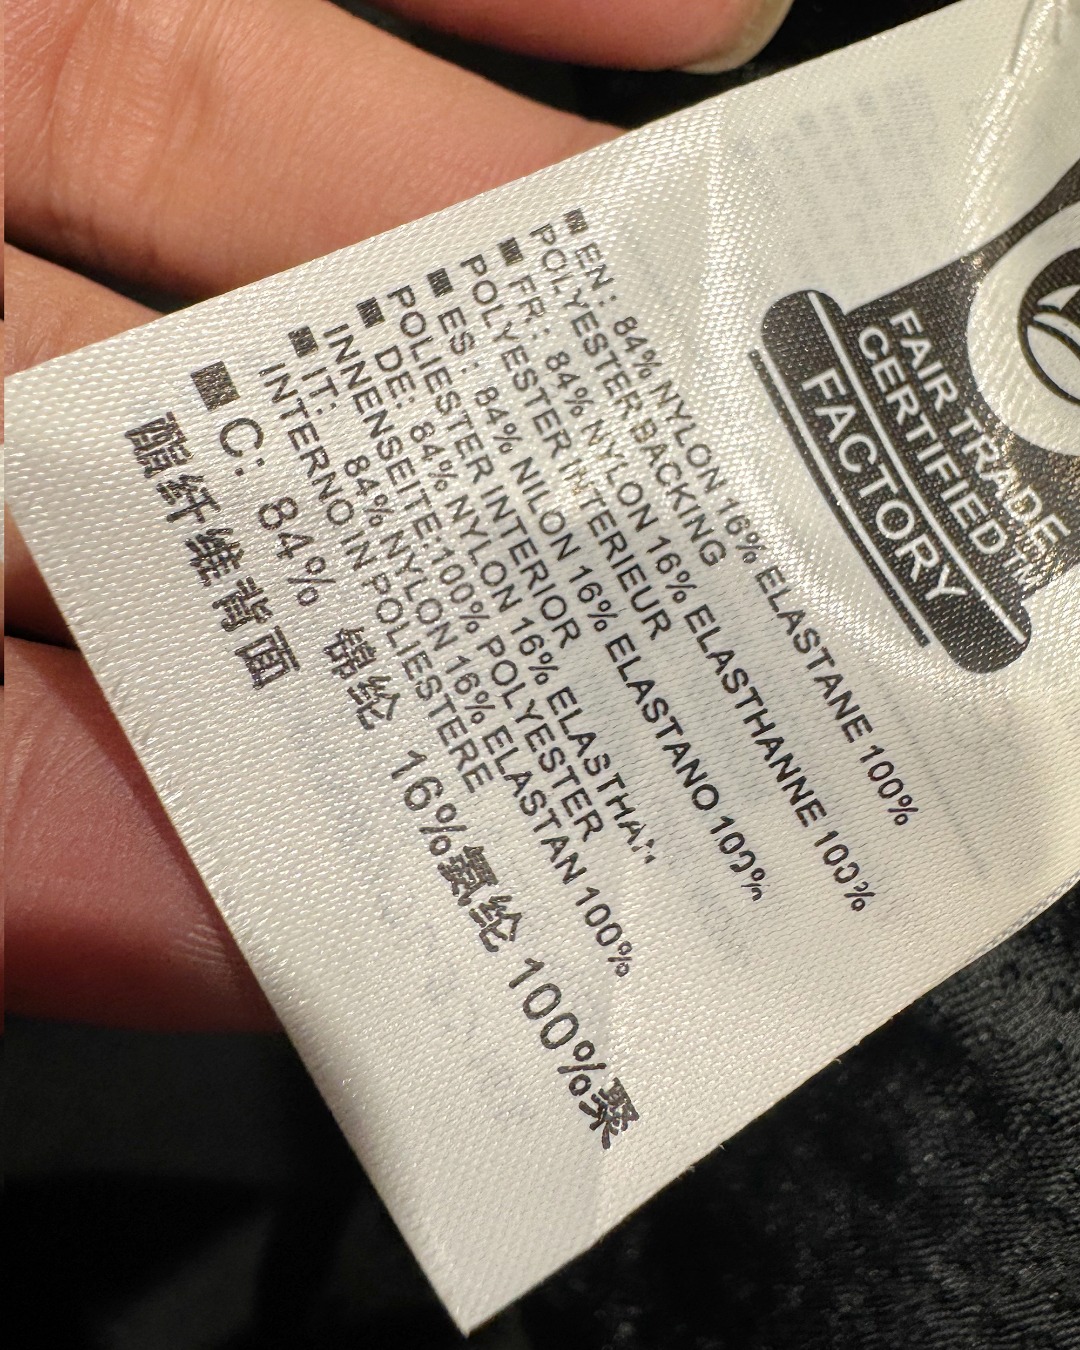 FAIR TRADE
CERTIFIED™
FACTORY
■ EN: 84% NYLON 16% ELASTANE 100%
POLYESTER BACKING
■ FR: 84% NYLON 16% ELASTHANNE 100%
POLYESTER INTERIEUR
■ ES: 84% NILON 16% ELASTANO 100%
POLIESTER INTERIOR
■ DE: 84% NYLON 16% ELASTHAN
INNENSEITE:100% POLYESTER
■ IT: 84% NYLON 16% ELASTAN 100%
INTERNO IN POLIESTERE
■ C: 84% 锦纶 16%氨纶 100%聚
酯纤维背面